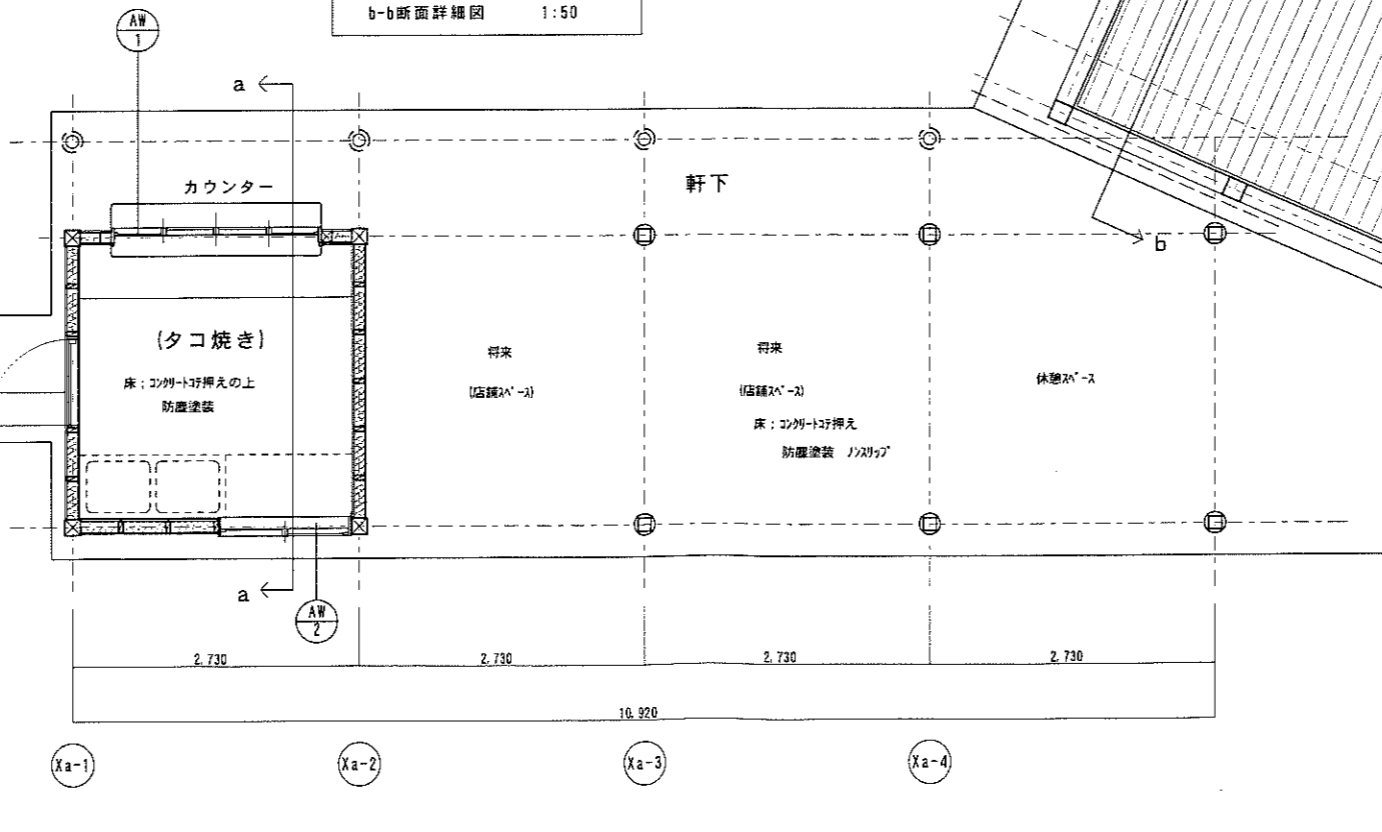 b-b断面詳細図 1:50
AW
1
a
カウンター
軒下
b
(タコ焼き)
床;コンクリートコテ押えの上
防塵塗装
将来
(店舗スペース)
将来
(店舗スペース)
床;コンクリートコテ押え
防塵塗装 ノンスリップ
休憩スペース
a
AW
2
2.730
2.730
2.730
2.730
10.920
Xa-1
Xa-2
Xa-3
Xa-4